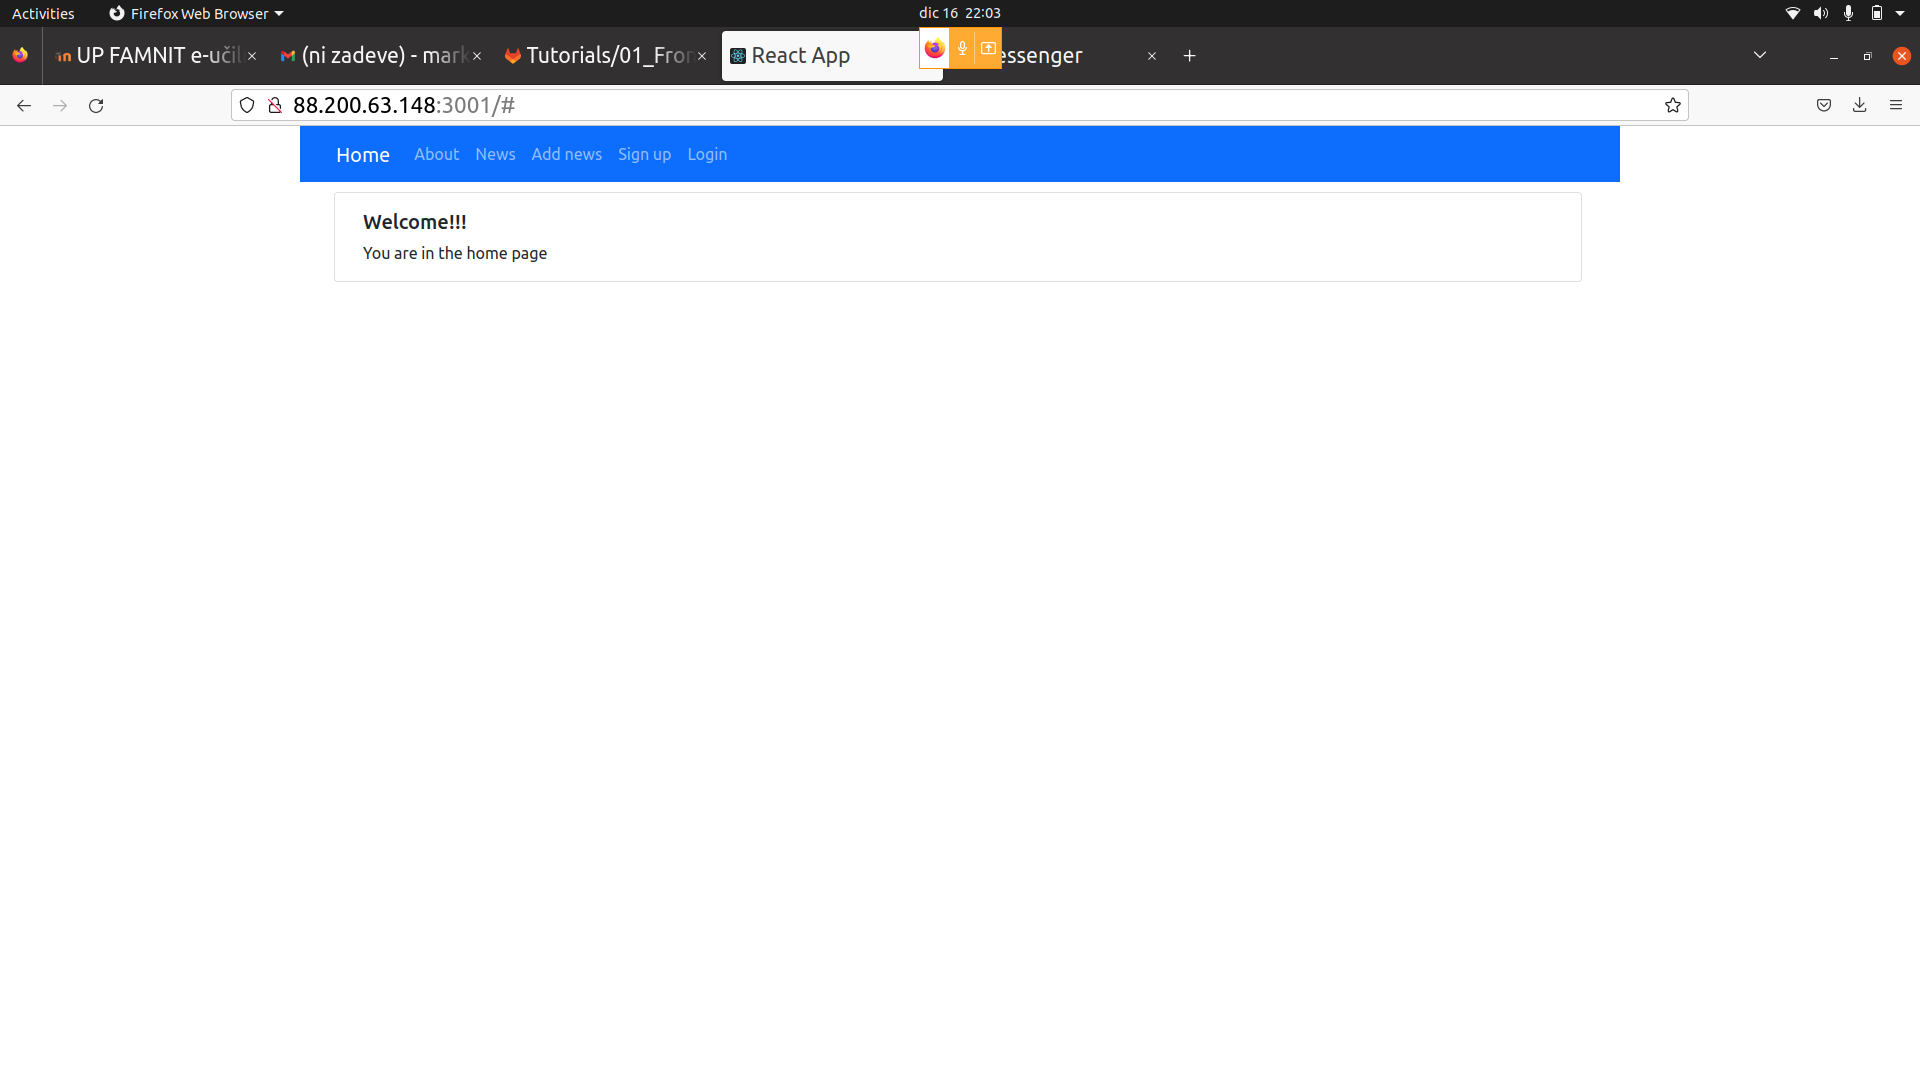 Activities Firefox Web Browser dic 16 22:03
UP FAMNIT e-učil (ni zadeve) - mark Tutorials/01_Fron React App essenger
88.200.63.148:3001/#
Home About News Add news Sign up Login
Welcome!!!
You are in the home page